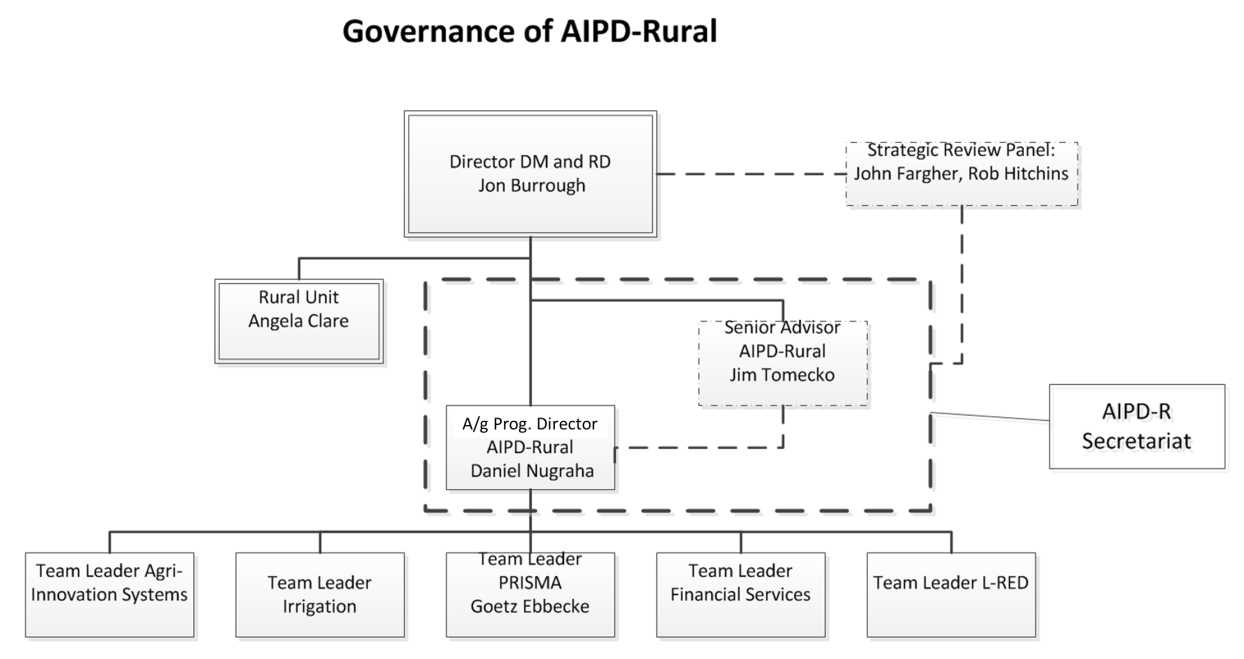 Governance of AIPD-Rural
Director DM and RD
Jon Burrough
Strategic Review Panel:
John Fargher, Rob Hitchins
Rural Unit
Angela Clare
Senior Advisor
AIPD-Rural
Jim Tomecko
A/g Prog. Director
AIPD-Rural
Daniel Nugraha
AIPD-R
Secretariat
Team Leader Agri-
Innovation Systems
Team Leader
Irrigation
Team Leader
PRISMA
Goetz Ebbecke
Team Leader
Financial Services
Team Leader L-RED